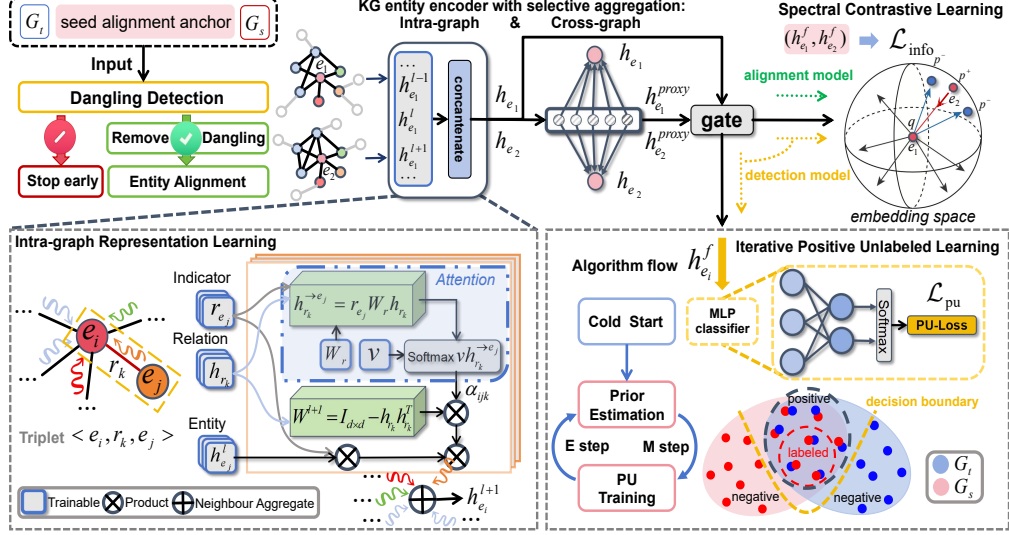 G_t seed alignment anchor G_s
Input
Dangling Detection
Remove Dangling
Stop early
Entity Alignment
KG entity encoder with selective aggregation:
Intra-graph & Cross-graph
e_1
e_2
...
h_{e_1}^{l-1}
h_{e_1}^{l}
h_{e_1}^{l+1}
...
concantenate
h_{e_1}
h_{e_2}
h_{e_1}
h_{e_2}
h_{e_1}^{proxy}
h_{e_2}^{proxy}
gate
alignment model
detection model
Spectral Contrastive Learning
(h_{e_1}^{f}, h_{e_2}^{f}) L_info
p^-
p^+
e_2
p^-
q
e_1
embedding space
Intra-graph Representation Learning
...
...
e_i
r_k
e_j
...
...
Triplet < e_i, r_k, e_j >
Indicator
r_{e_j}
Relation
h_{r_k}
Entity
h_{e_j}^{l}
Attention
h_{r_k}^{→e_j} = r_{e_j} W_r h_{r_k}
W_r
v
Softmax v h_{r_k}^{→e_j}
α_{ijk}
W^{l+1} = I_{d×d} − h_{r_k} h_{r_k}^{T}
...
...
...
...
h_{e_i}^{l+1}
Trainable Product Neighbour Aggregate
Iterative Positive Unlabeled Learning
Algorithm flow
h_{e_i}^{f}
Cold Start
Prior
Estimation
E step M step
PU
Training
MLP
classifier
Softmax
L_pu
PU-Loss
positive
decision boundary
labeled
negative
negative
G_t
G_s